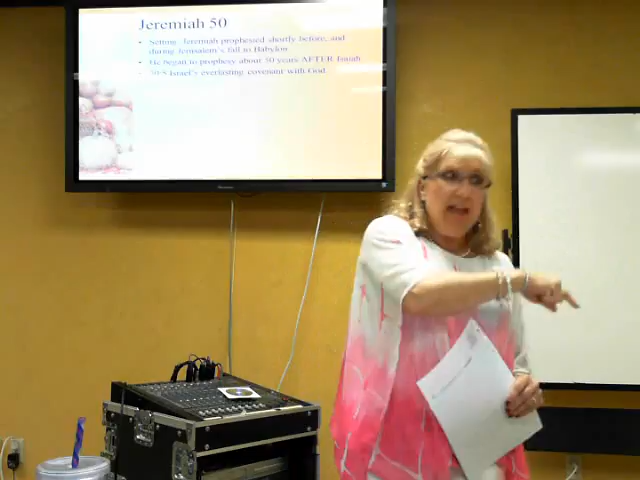 Jeremiah 50
• Setting: Jeremiah prophesied shortly before, and
during Jerusalem's fall to Babylon.
• He began to prophesy about 50 years AFTER Isaiah
• 50:5 Israel's everlasting covenant with God.